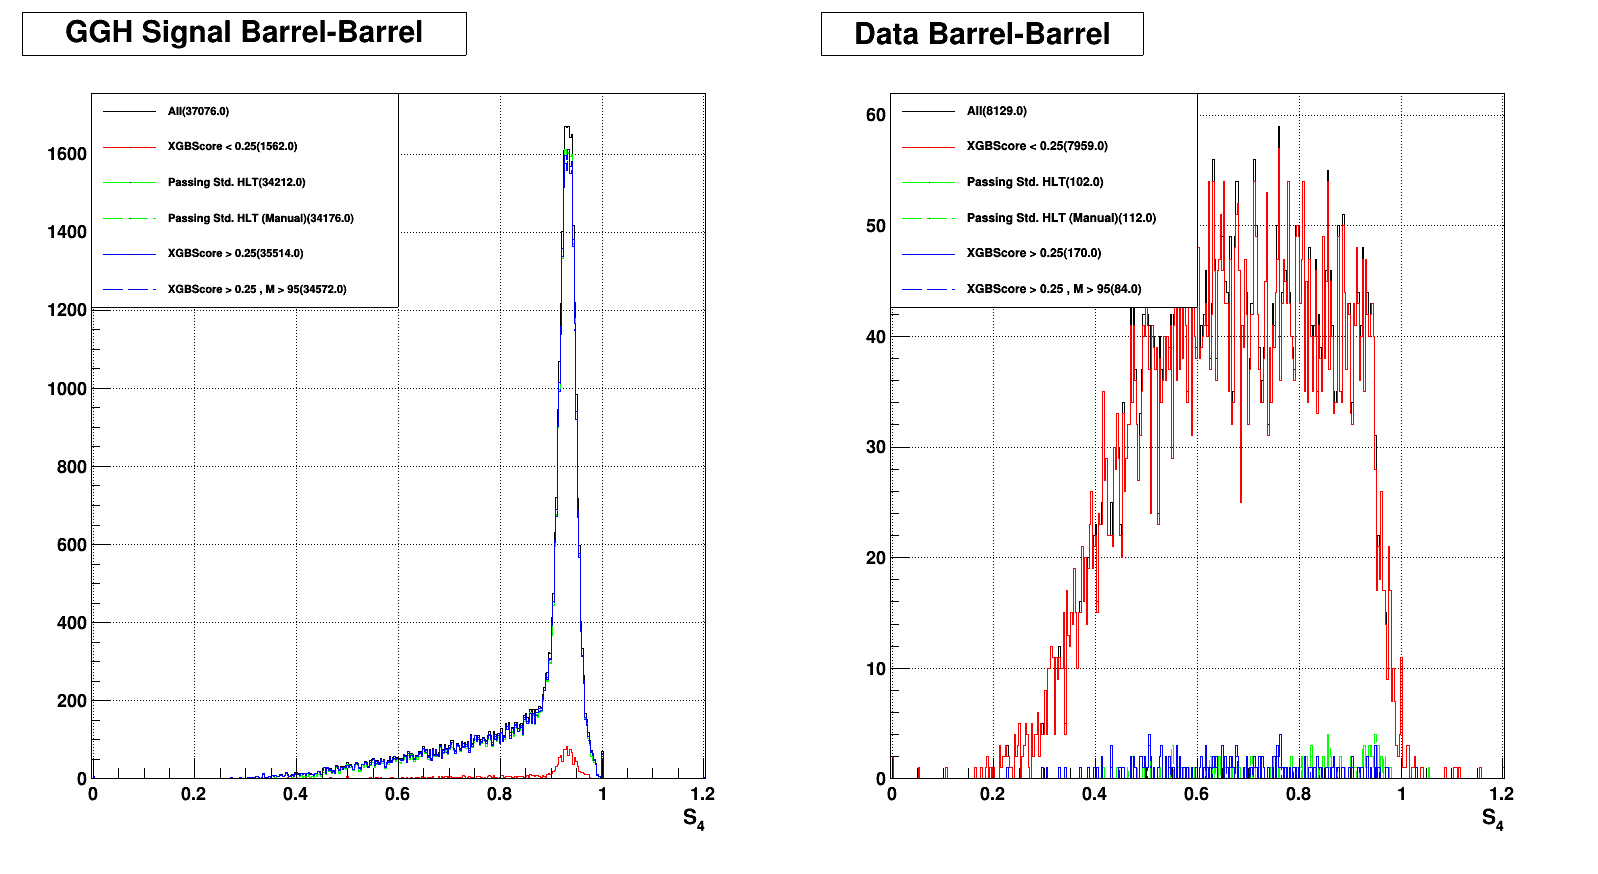 GGH Signal Barrel-Barrel
All(37076.0)
XGBScore < 0.25(1562.0)
Passing Std. HLT(34212.0)
Passing Std. HLT (Manual)(34176.0)
XGBScore > 0.25(35514.0)
XGBScore > 0.25 , M > 95(34572.0)
1600
1400
1200
1000
800
600
400
200
0
0 0.2 0.4 0.6 0.8 1 1.2
S4
Data Barrel-Barrel
All(8129.0)
XGBScore < 0.25(7959.0)
Passing Std. HLT(102.0)
Passing Std. HLT (Manual)(112.0)
XGBScore > 0.25(170.0)
XGBScore > 0.25 , M > 95(84.0)
60
50
40
30
20
10
0
0 0.2 0.4 0.6 0.8 1 1.2
S4